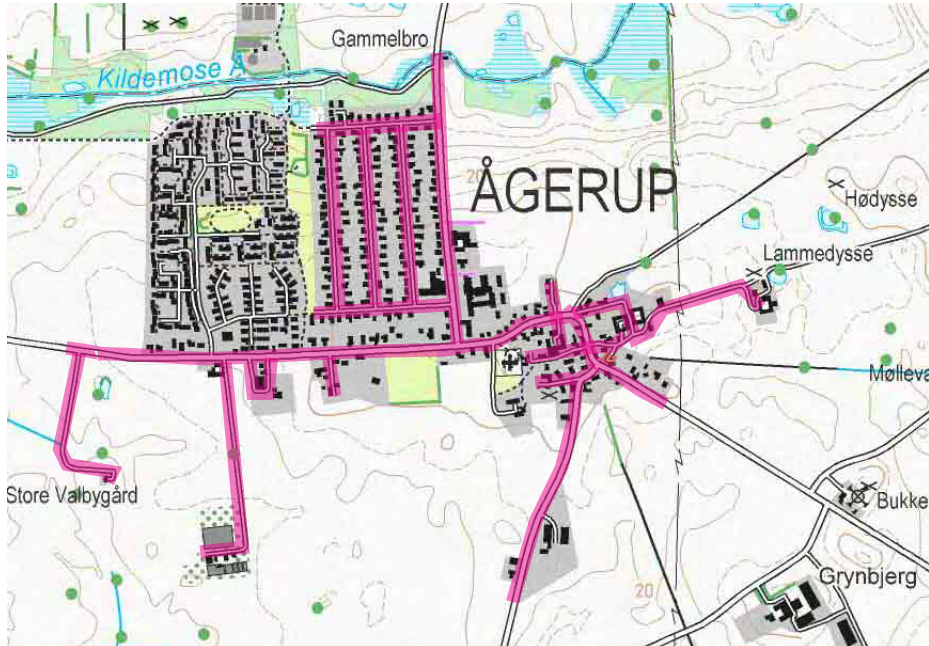 Gammelbro
Kildemose Å
20
ÅGERUP
Hødysse
Lammedysse
Mølleva
Store Valbygård
Bukke
Grynbjerg
20